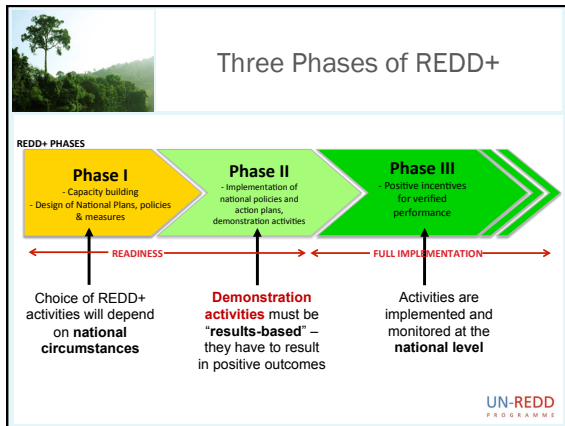 Three Phases of REDD+
REDD+ PHASES
Phase I
- Capacity building
- Design of National Plans, policies
& measures
Phase II
- Implementation of
national policies and
action plans,
demonstration activities
Phase III
- Positive incentives
for verified
performance
READINESS
FULL IMPLEMENTATION
Choice of REDD+
activities will depend
on national
circumstances
Demonstration
activities must be
“results-based” –
they have to result
in positive outcomes
Activities are
implemented and
monitored at the
national level
UN-REDD
PROGRAMME